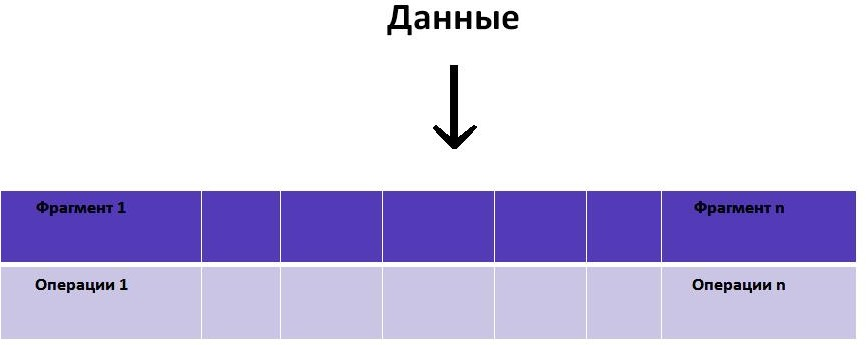 Данные
Фрагмент 1 Фрагмент n
Операции 1 Операции n